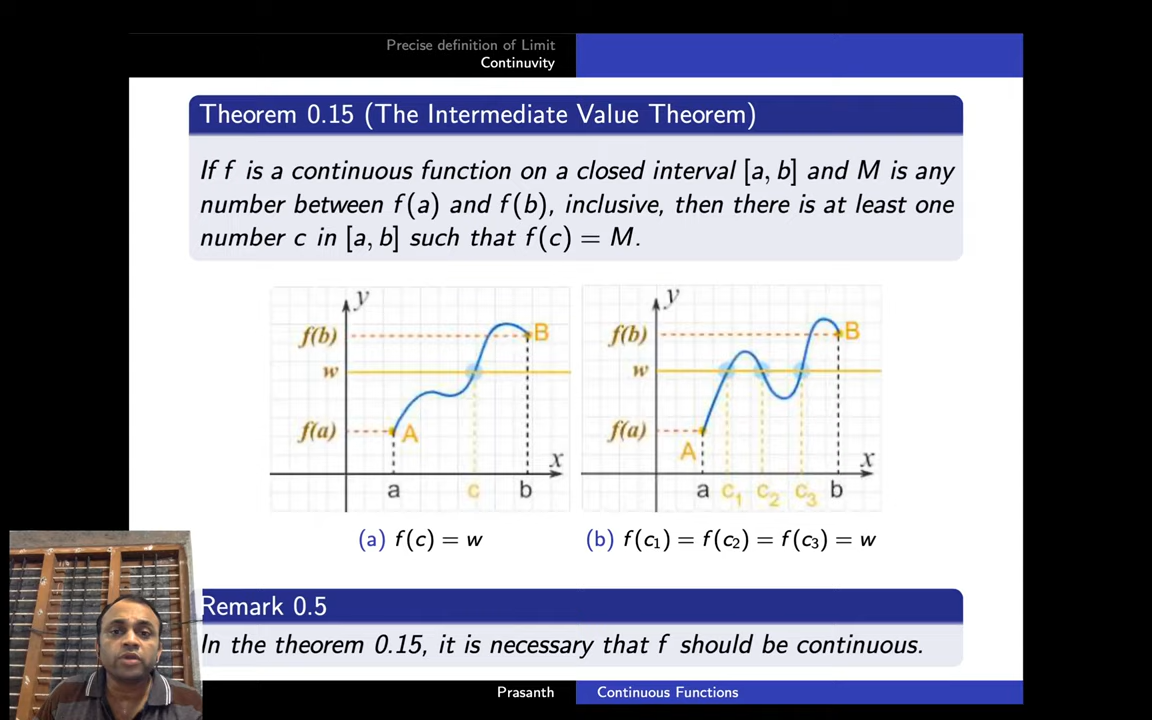 Precise definition of Limit
Continuvity
Theorem 0.15 (The Intermediate Value Theorem)
If f is a continuous function on a closed interval [a, b] and M is any
number between f(a) and f(b), inclusive, then there is at least one
number c in [a, b] such that f(c) = M.
y
f(b)
B
w
f(a)
A
x
a
c
b
(a) f(c) = w
y
f(b)
B
w
f(a)
A
x
a
c₁
c₂
c₃
b
(b) f(c₁) = f(c₂) = f(c₃) = w
Remark 0.5
In the theorem 0.15, it is necessary that f should be continuous.
Prasanth
Continuous Functions